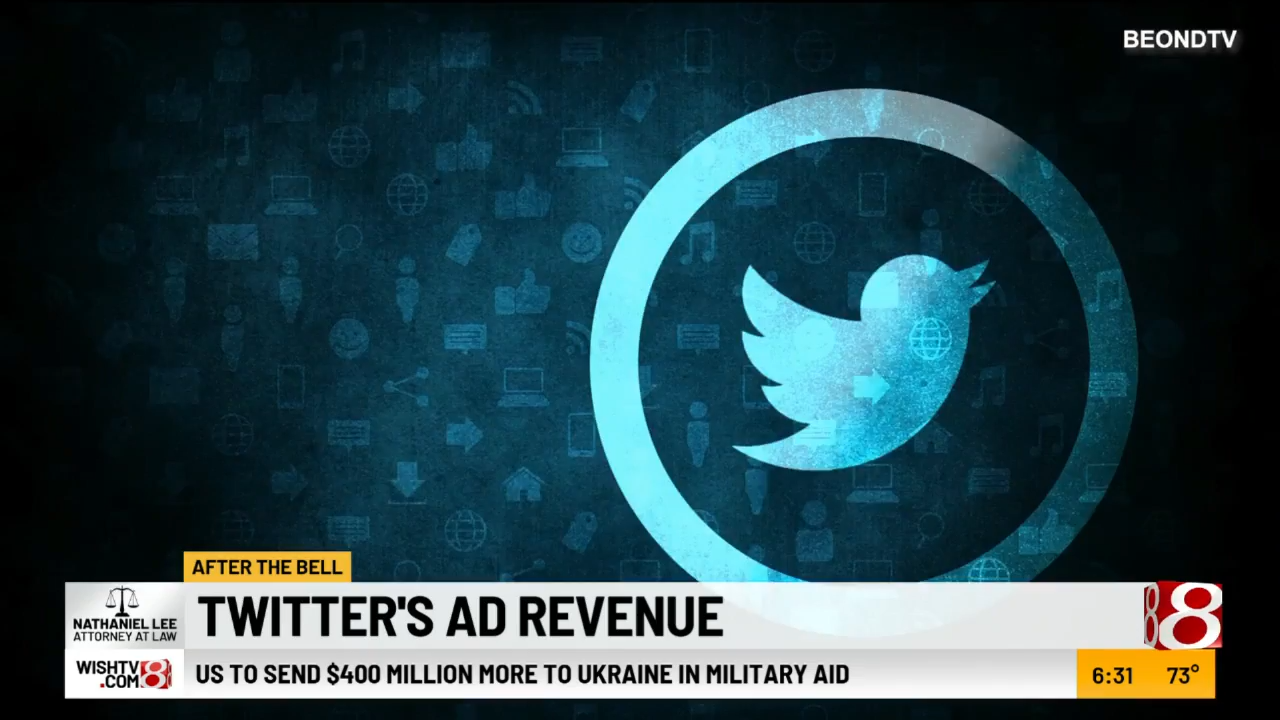 BEONDTV
AFTER THE BELL
NATHANIEL LEE
ATTORNEY AT LAW
TWITTER'S AD REVENUE
8
WISHTV
.COM 8
US TO SEND $400 MILLION MORE TO UKRAINE IN MILITARY AID
6:31 73°